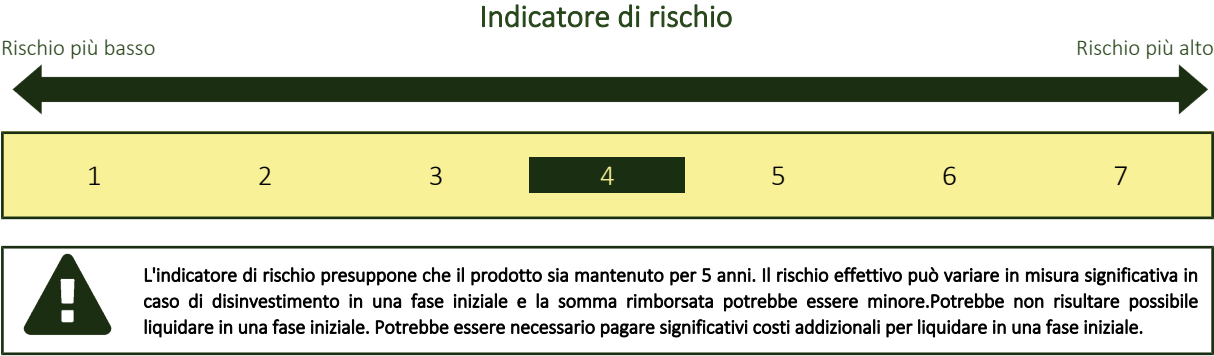 Indicatore di rischio
Rischio più basso Rischio più alto
1 2 3 4 5 6 7
L'indicatore di rischio presuppone che il prodotto sia mantenuto per 5 anni. Il rischio effettivo può variare in misura significativa in
caso di disinvestimento in una fase iniziale e la somma rimborsata potrebbe essere minore.Potrebbe non risultare possibile
liquidare in una fase iniziale. Potrebbe essere necessario pagare significativi costi addizionali per liquidare in una fase iniziale.